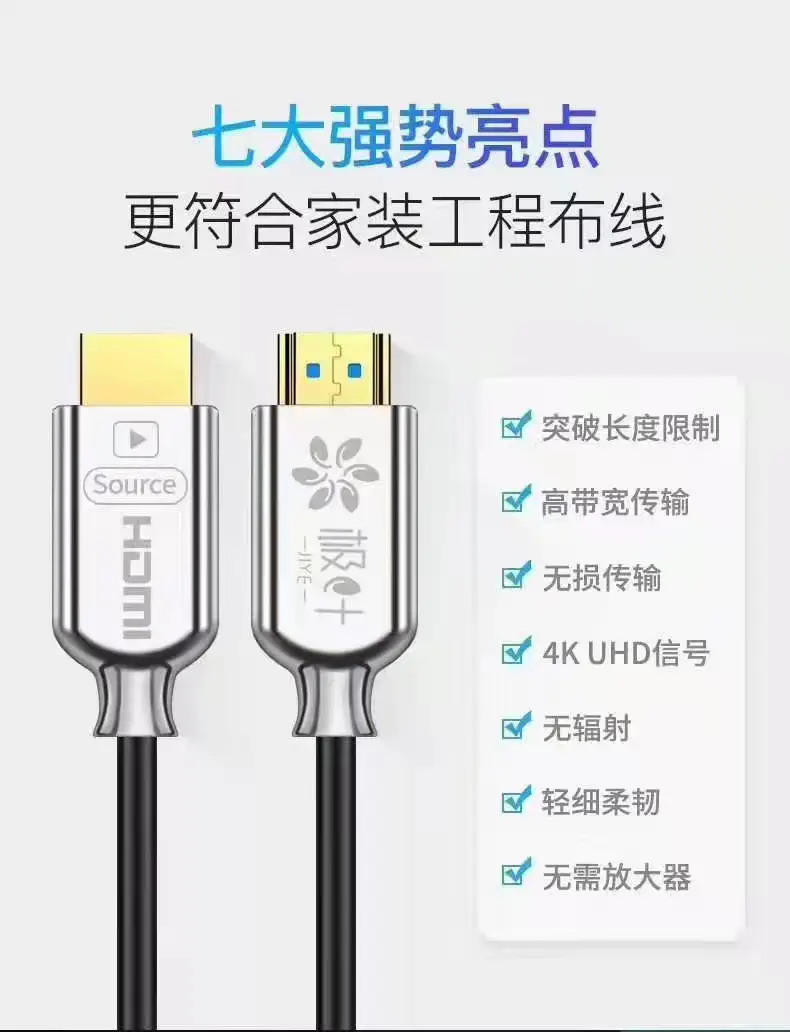 七大强势亮点
更符合家装工程布线
Source
HDMI
极叶
JIYE
突破长度限制
高带宽传输
无损传输
4K UHD信号
无辐射
轻细柔韧
无需放大器